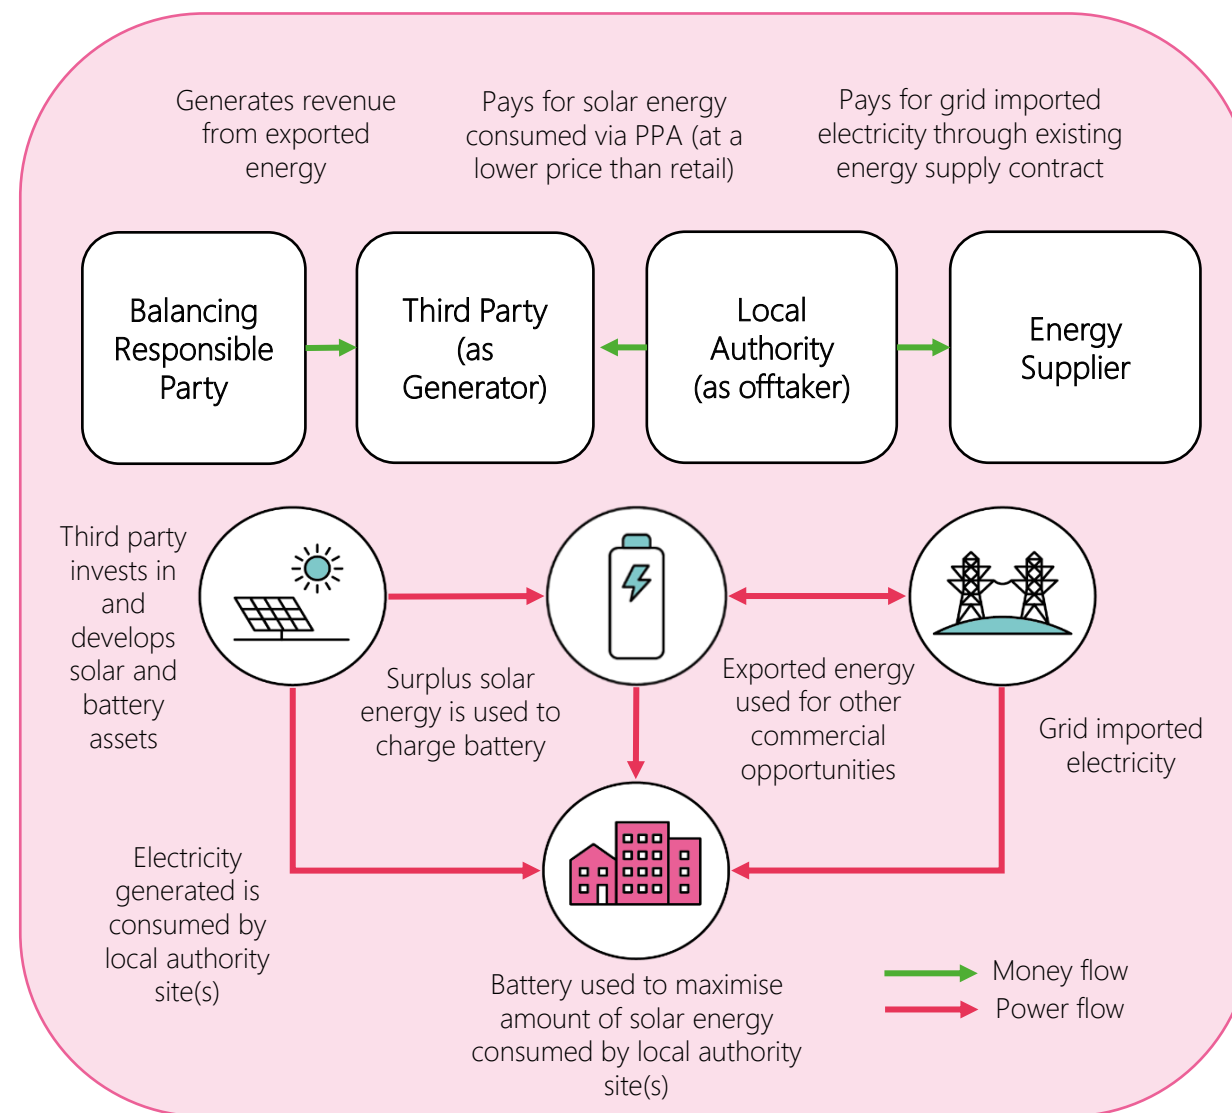 Generates revenue
from exported
energy
Pays for solar energy
consumed via PPA (at a
lower price than retail)
Pays for grid imported
electricity through existing
energy supply contract
Balancing
Responsible
Party
Third Party
(as
Generator)
Local
Authority
(as offtaker)
Energy
Supplier
Third party
invests in
and
develops
solar and
battery
assets
Surplus solar
energy is used to
charge battery
Exported energy
used for other
commercial
opportunities
Grid imported
electricity
Electricity
generated is
consumed by
local authority
site(s)
Battery used to maximise
amount of solar energy
consumed by local authority
site(s)
Money flow
Power flow